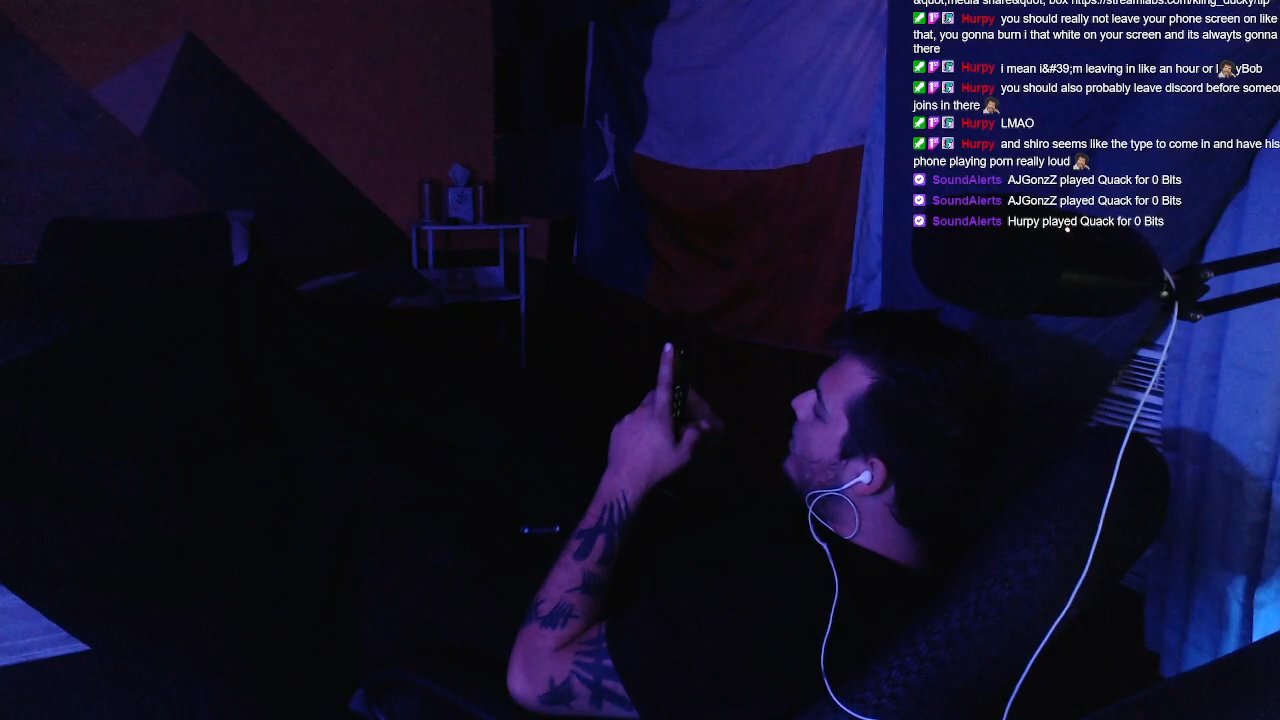 &quot;media share&quot; box https://streamlabs.com/kling_ducky/tip
Hurpy you should really not leave your phone screen on like
that, you gonna burn i that white on your screen and its alwayts gonna
there
Hurpy i mean i&#39;m leaving in like an hour or l yBob
Hurpy you should also probably leave discord before someo
joins in there
Hurpy LMAO
Hurpy and shiro seems like the type to come in and have his
phone playing porn really loud
SoundAlerts AJGonzZ played Quack for 0 Bits
SoundAlerts AJGonzZ played Quack for 0 Bits
SoundAlerts Hurpy played Quack for 0 Bits